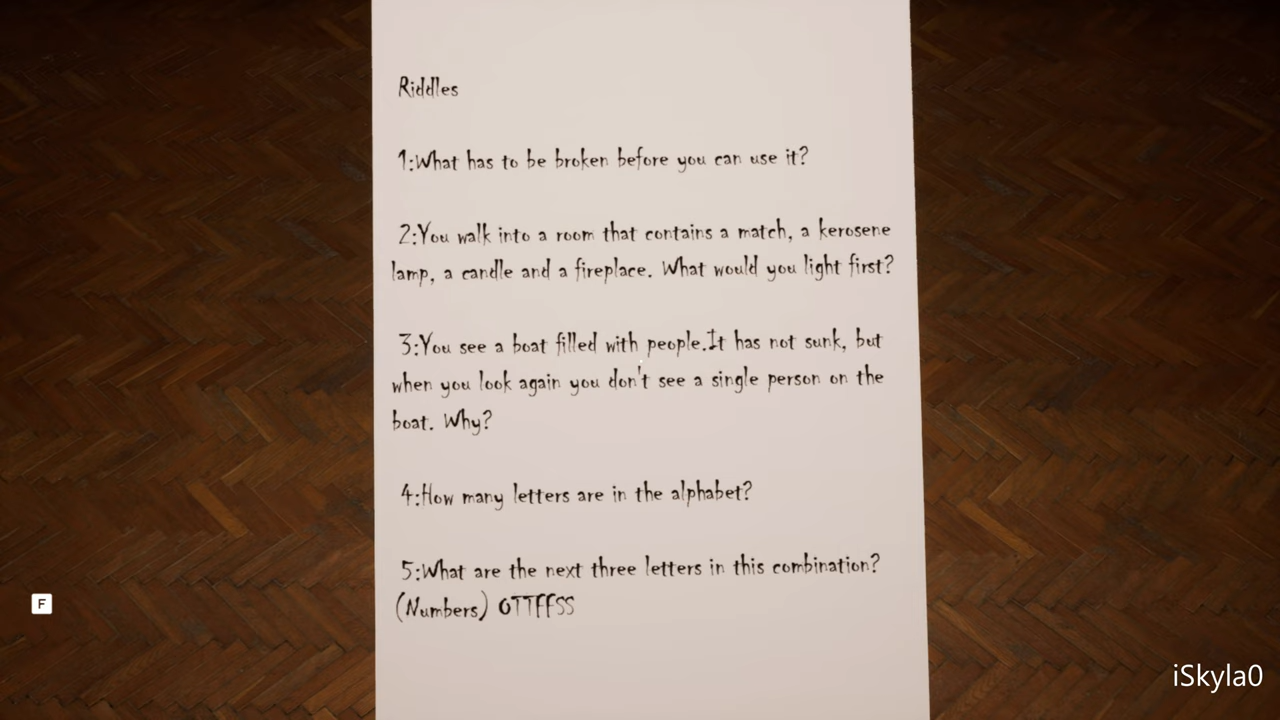 Riddles
1:What has to be broken before you can use it?
2:You walk into a room that contains a match, a kerosene
lamp, a candle and a fireplace. What would you light first?
3:You see a boat filled with people.It has not sunk, but
when you look again you don't see a single person on the
boat. Why?
4:How many letters are in the alphabet?
5:What are the next three letters in this combination?
(Numbers) OTTFFSS
F
iSkyla0